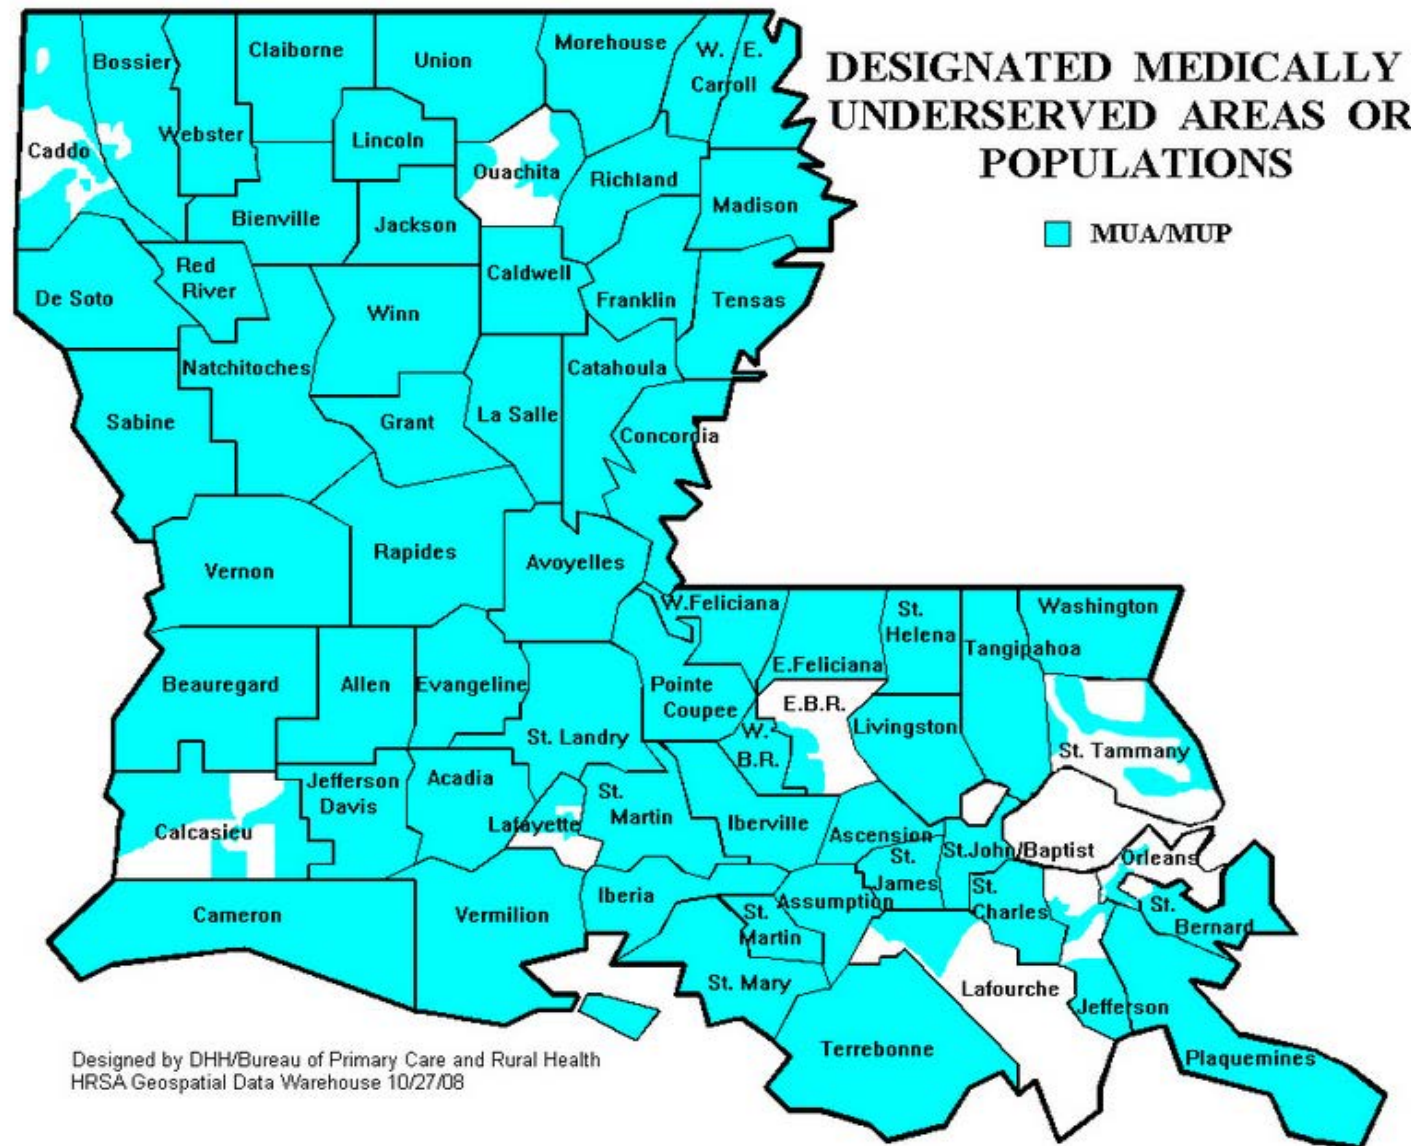 DESIGNATED MEDICALLY
UNDERSERVED AREAS OR
POPULATIONS
MUA/MUP
Bossier
Claiborne
Union
Morehouse
W. E.
Carroll
Caddo
Webster
Lincoln
Ouachita
Richland
Madison
Bienville
Jackson
Red
River
De Soto
Caldwell
Franklin
Tensas
Winn
Natchitoches
Catahoula
Sabine
Grant
La Salle
Concordia
Vernon
Rapides
Avoyelles
W.Feliciana
St.
Helena
Washington
Tangipahoa
E.Feliciana
Beauregard
Allen
Evangeline
Pointe
Coupee
E.B.R.
Livingston
W.
B.R.
St. Landry
St. Tammany
Jefferson
Davis
Acadia
St.
Martin
Calcasieu
Lafayette
Iberville
Ascension
St.John/Baptist
Orleans
St.
James
Iberia
Assumption
St.
Charles
St.
Bernard
Cameron
Vermilion
St.
Martin
St. Mary
Lafourche
Jefferson
Terrebonne
Plaquemines
Designed by DHH/Bureau of Primary Care and Rural Health
HRSA Geospatial Data Warehouse 10/27/08